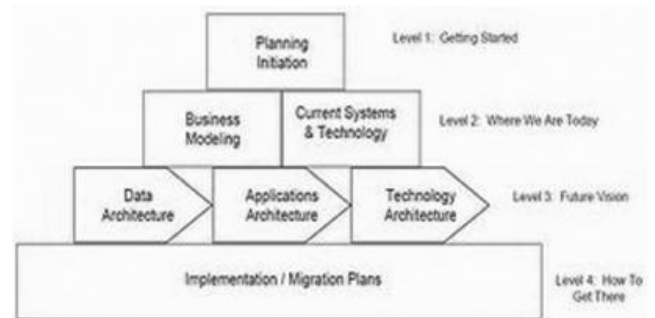 Planning
Initiation
Level 1: Getting Started
Business
Modeling
Current Systems
& Technology
Level 2: Where We Are Today
Data
Architecture
Applications
Architecture
Technology
Architecture
Level 3: Future Vision
Implementation / Migration Plans
Level 4: How To
Get There